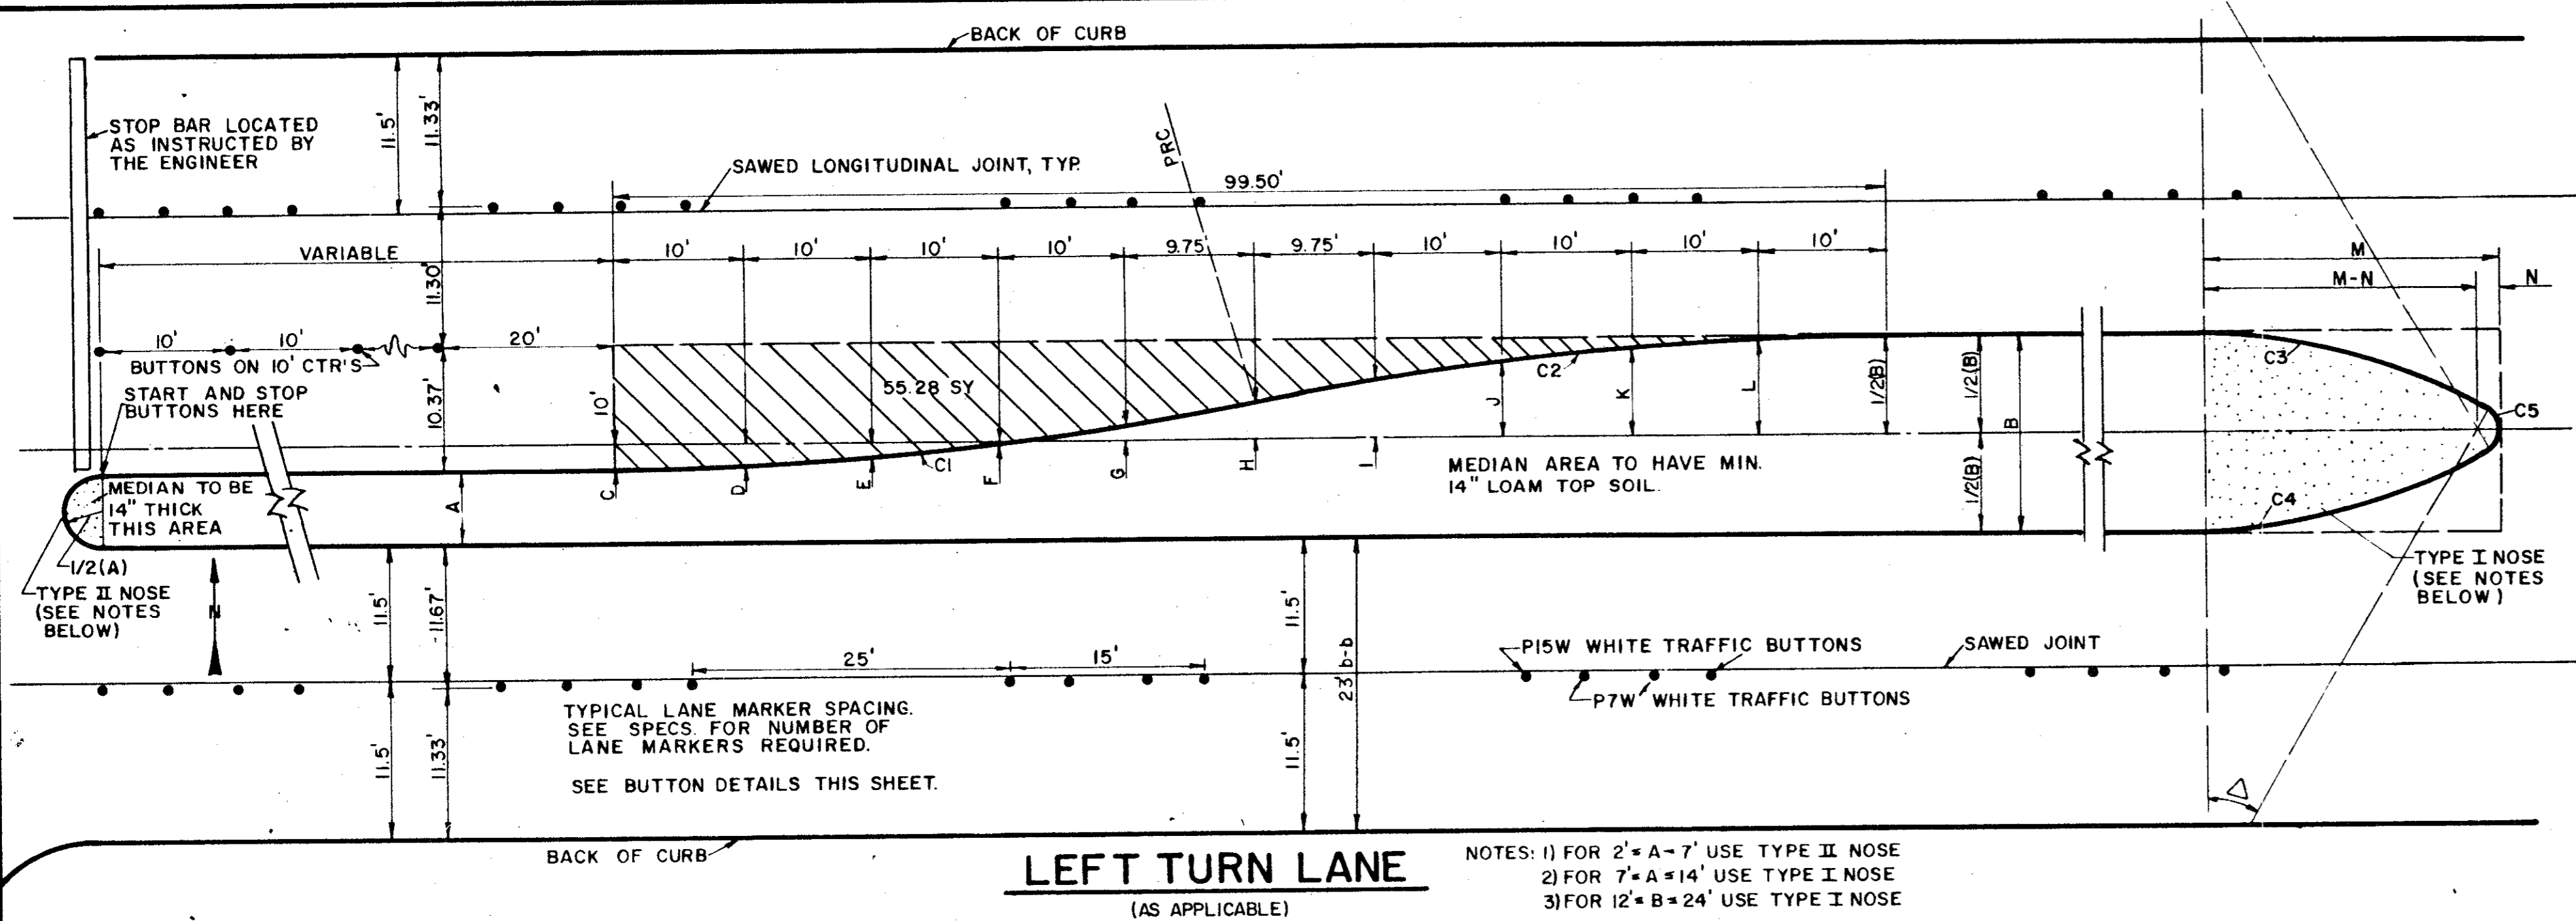 BACK OF CURB
STOP BAR LOCATED
AS INSTRUCTED BY
THE ENGINEER
11.5'
11.33'
SAWED LONGITUDINAL JOINT, TYP.
PRC
99.50'
VARIABLE
10'
10'
10'
10'
9.75'
9.75'
10'
10'
10'
10'
M
M-N
N
11.30'
10'
10'
20'
BUTTONS ON 10' CTR'S
START AND STOP
BUTTONS HERE
10.37'
10'
55.28 SY
C2
C3
C5
C1
C4
1/2(B)
1/2(B)
1/2(B)
B
C
D
E
F
G
H
I
J
K
L
MEDIAN AREA TO HAVE MIN.
14" LOAM TOP SOIL.
MEDIAN TO BE
14" THICK
THIS AREA
A
1/2(A)
TYPE II NOSE
(SEE NOTES
BELOW)
N
TYPE I NOSE
(SEE NOTES
BELOW)
11.5'
11.67'
11.5'
23' b-b
25'
15'
P15W WHITE TRAFFIC BUTTONS
SAWED JOINT
P7W WHITE TRAFFIC BUTTONS
TYPICAL LANE MARKER SPACING.
SEE SPECS. FOR NUMBER OF
LANE MARKERS REQUIRED.
SEE BUTTON DETAILS THIS SHEET.
11.5'
11.33'
11.5'
Δ
BACK OF CURB
LEFT TURN LANE
(AS APPLICABLE)
NOTES: 1) FOR 2' ≤ A - 7' USE TYPE II NOSE
2) FOR 7' ≤ A ≤ 14' USE TYPE I NOSE
3) FOR 12' ≤ B ≤ 24' USE TYPE I NOSE